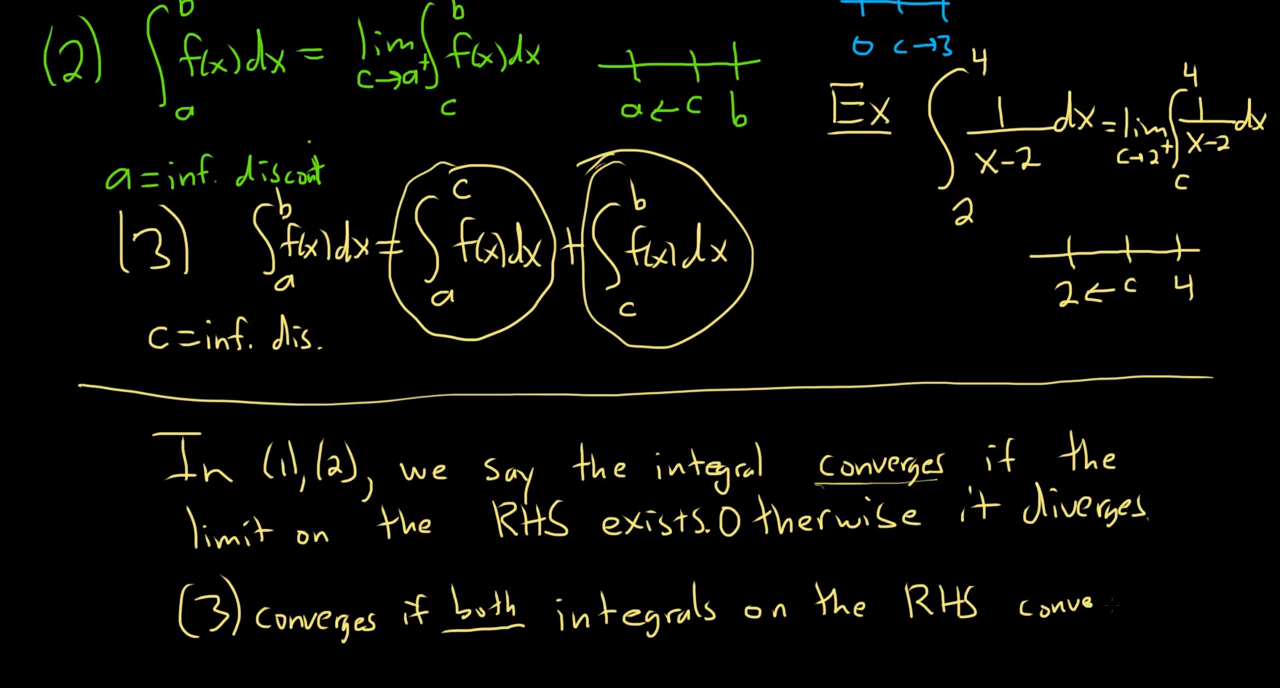 (2) ∫_a^b f(x)dx = lim_{c→a⁺} ∫_c^b f(x)dx
a ← c b
a = inf. discont
(3) ∫_a^b f(x)dx = ∫_a^c f(x)dx + ∫_c^b f(x)dx
c = inf. dis.
0 c→3
Ex ∫_2^4 1/(x-2) dx = lim_{c→2⁺} ∫_c^4 1/(x-2) dx
2 ← c 4
In (1), (2), we say the integral converges if the
limit on the RHS exists. Otherwise it diverges.
(3) converges if both integrals on the RHS conve